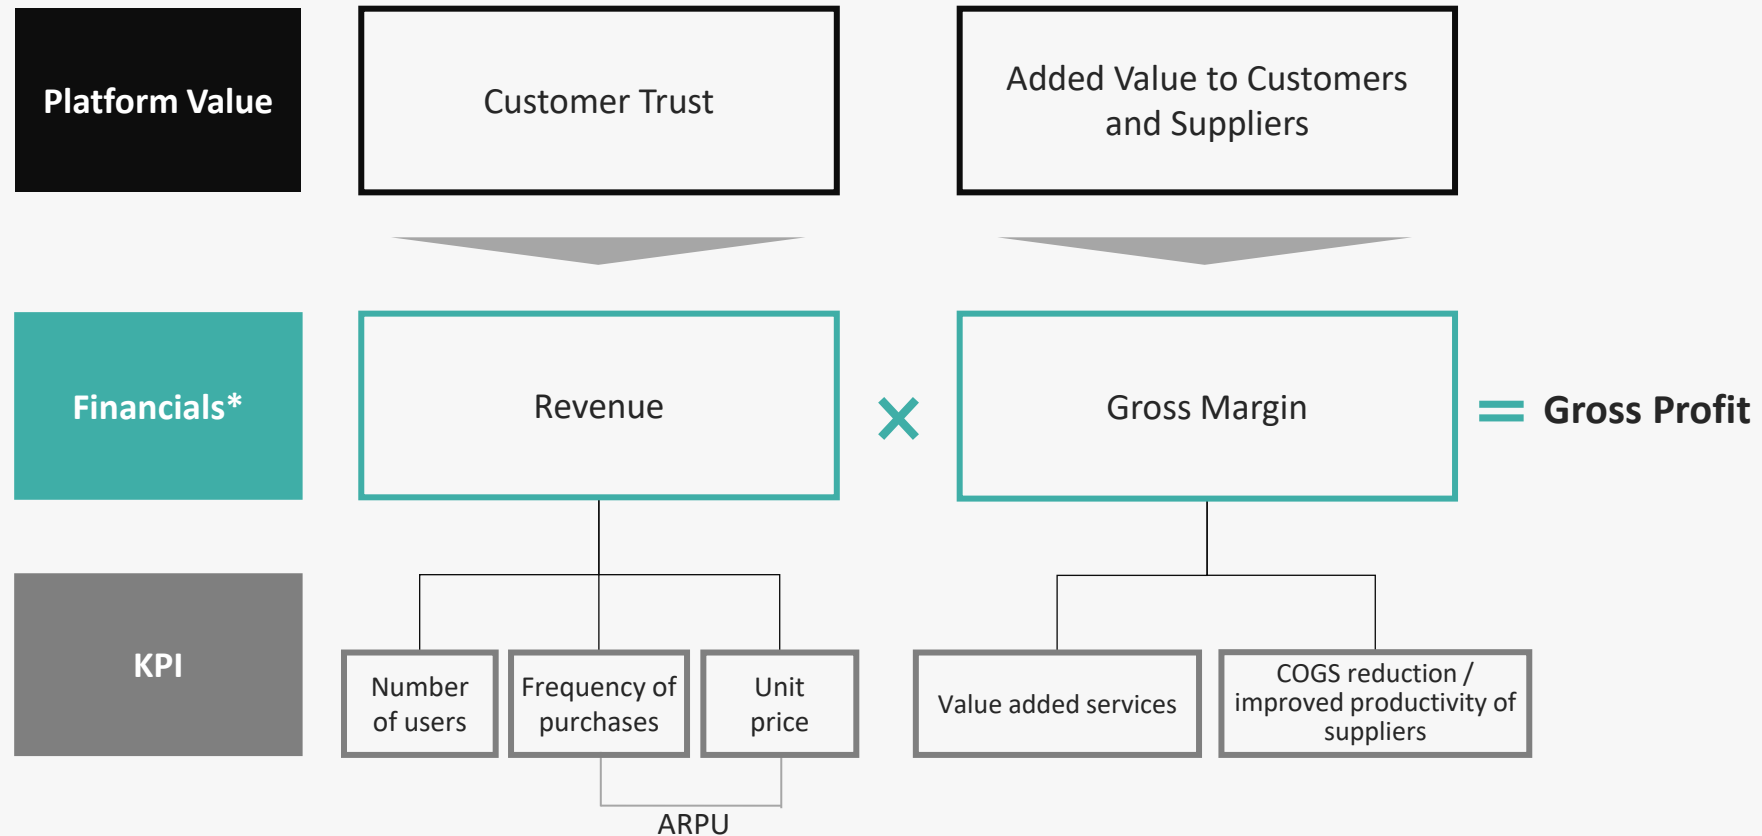 Platform Value
Customer Trust
Added Value to Customers
and Suppliers
Financials*
Revenue
×
Gross Margin
= Gross Profit
KPI
Number
of users
Frequency of
purchases
Unit
price
Value added services
COGS reduction /
improved productivity of
suppliers
ARPU